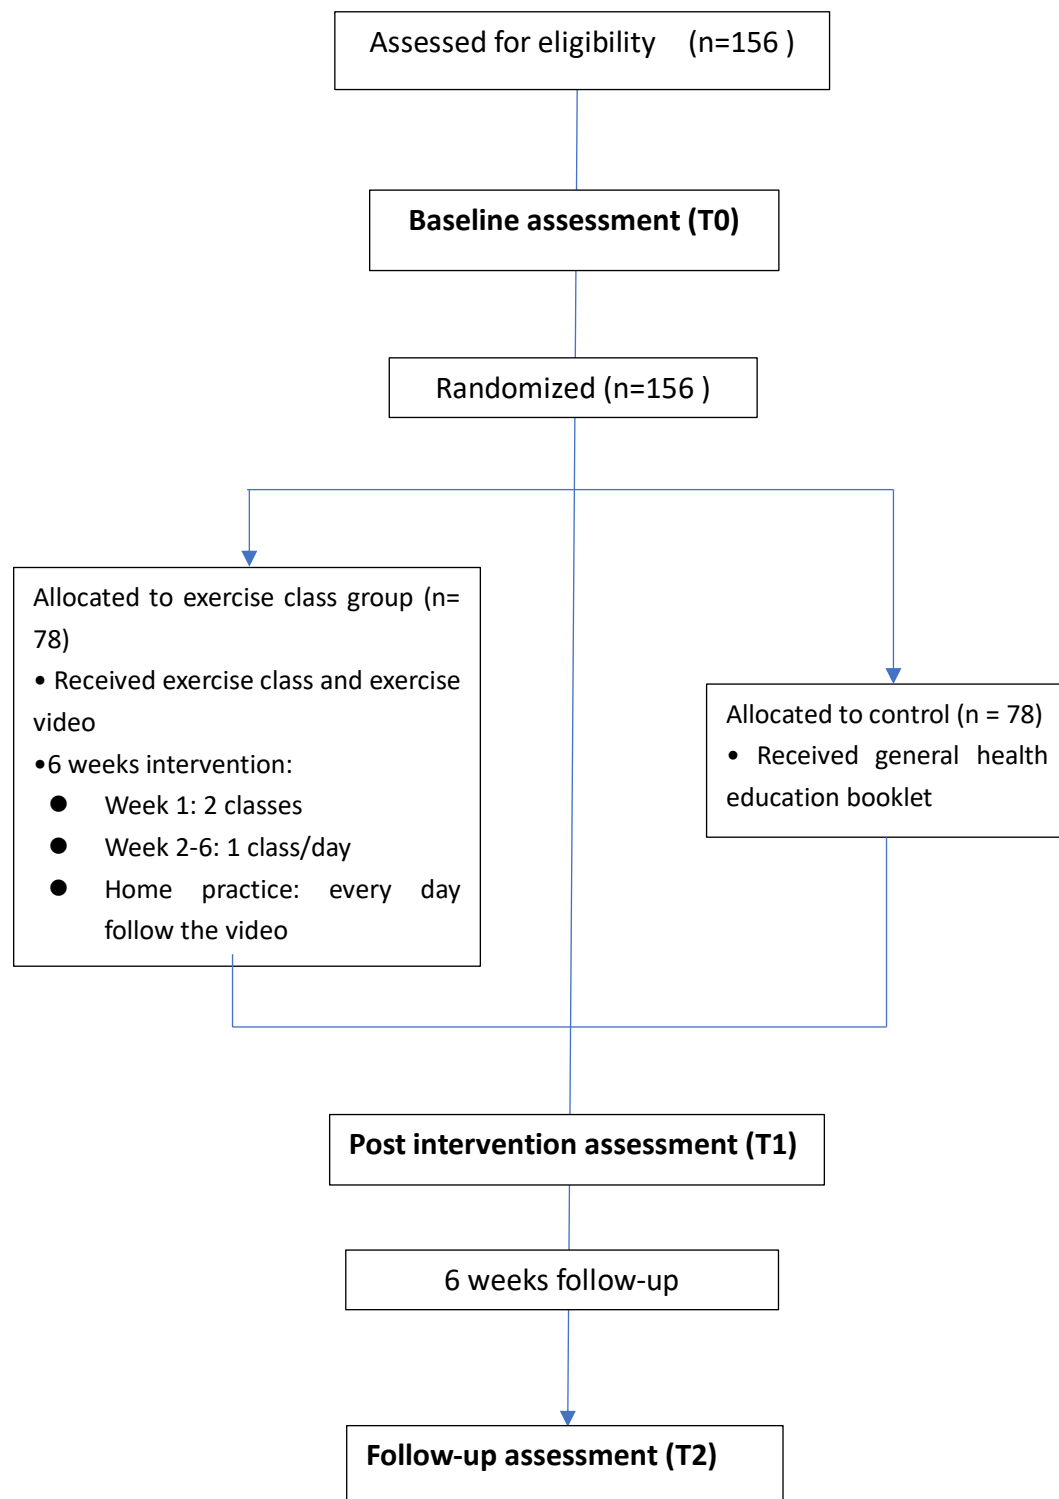 Assessed for eligibility (n=156 )
Baseline assessment (T0)
Randomized (n=156 )
Allocated to exercise class group (n=
78)
• Received exercise class and exercise
video
•6 weeks intervention:
● Week 1: 2 classes
● Week 2-6: 1 class/day
● Home practice: every day
follow the video
Allocated to control (n = 78)
• Received general health
education booklet
Post intervention assessment (T1)
6 weeks follow-up
Follow-up assessment (T2)